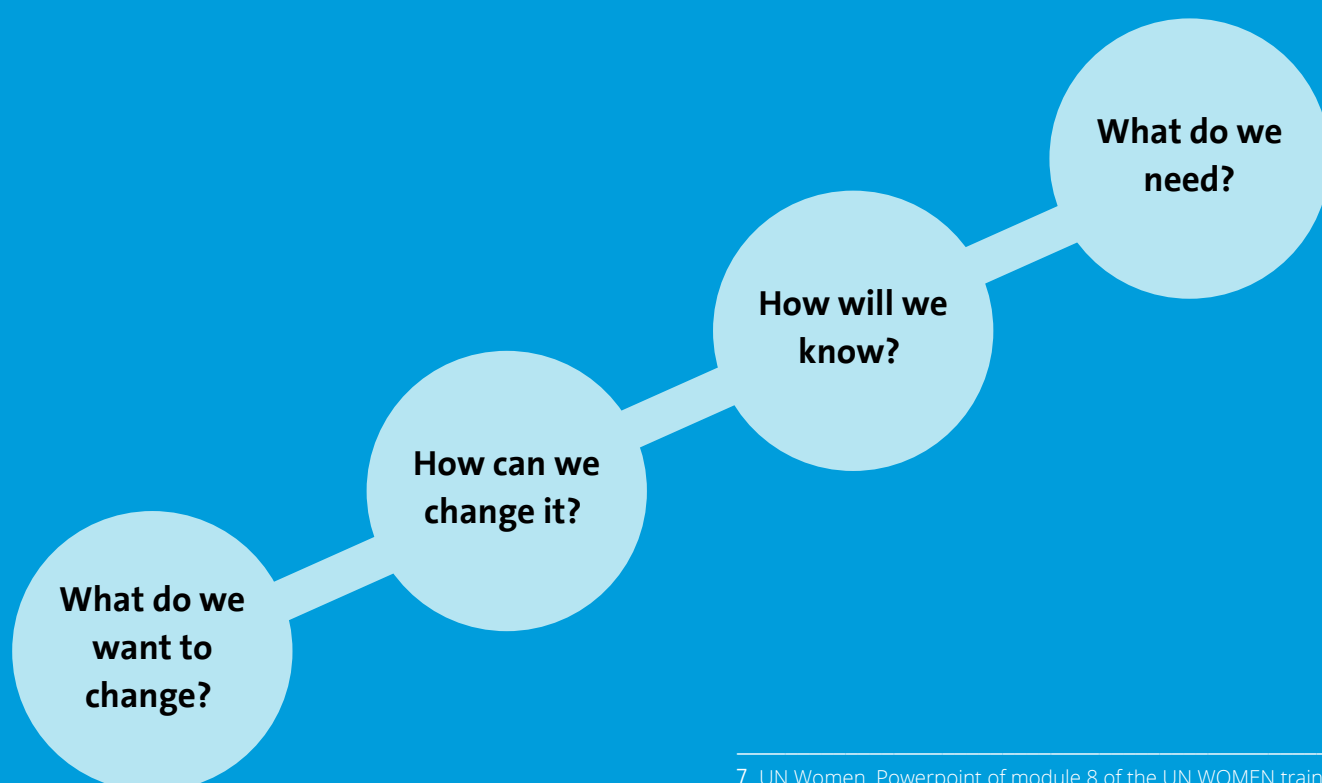 What do we
want to
change?
How can we
change it?
How will we
know?
What do we
need?
7 UN Women, Powerpoint of module 8 of the UN WOMEN train